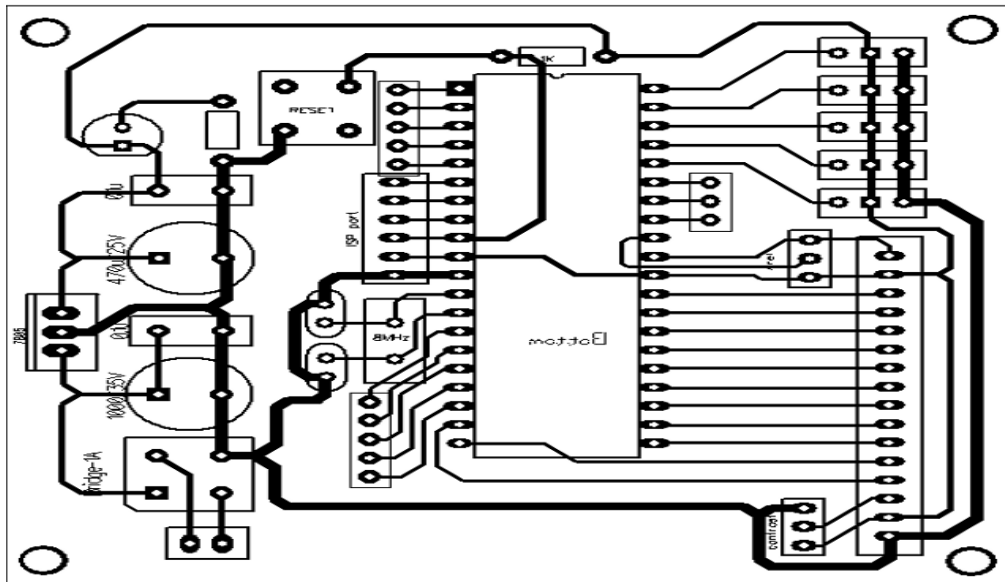 1K
RESET
0.1u
ISP port
470u/25V
Vref
7805
0.1u
8MHz
Bottom
1000u/35V
Bridge-1A
contrast